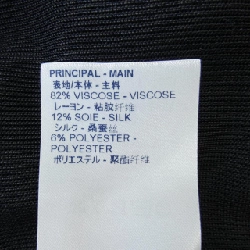 PRINCIPAL - MAIN
表地/本体 - 主料
82% VISCOSE - VISCOSE
レーヨン - 粘胶纤维
12% SOIE - SILK
シルク - 桑蚕丝
6% POLYESTER -
POLYESTER
ポリエステル - 聚酯纤维